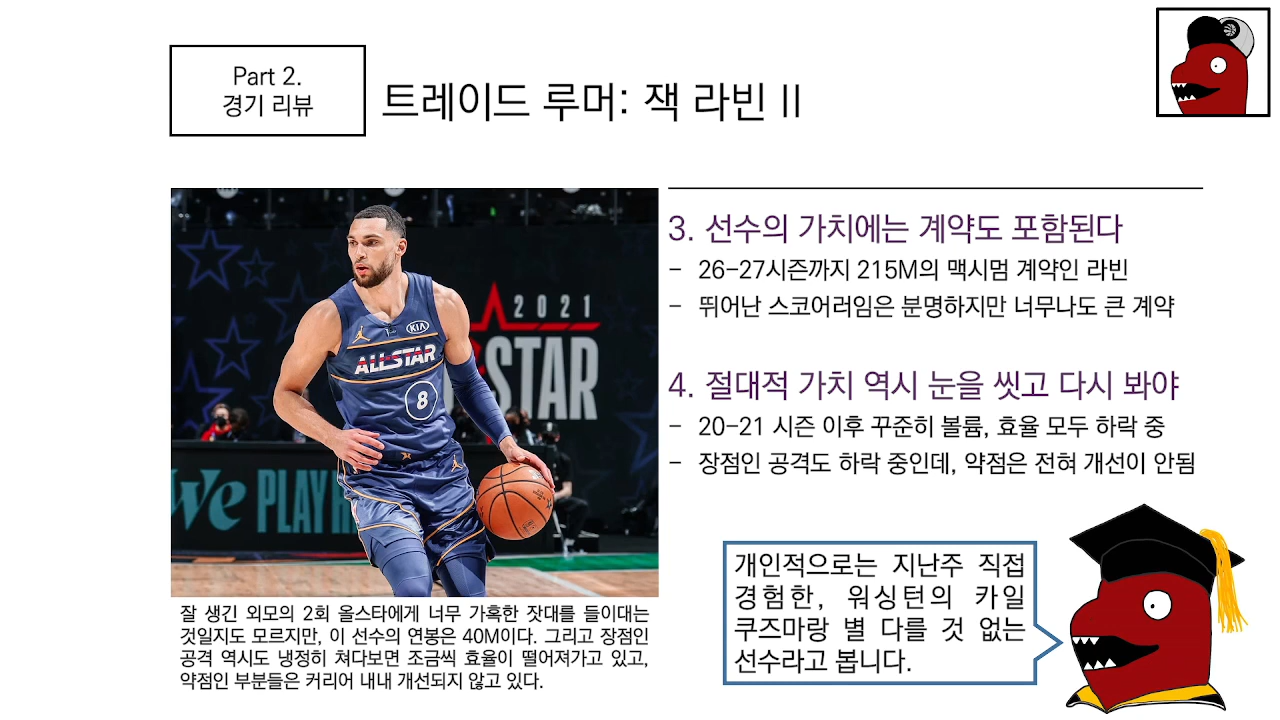 Part 2.
경기 리뷰
트레이드 루머: 잭 라빈 II
3. 선수의 가치에는 계약도 포함된다
- 26-27시즌까지 215M의 맥시멈 계약인 라빈
- 뛰어난 스코어러임은 분명하지만 너무나도 큰 계약
4. 절대적 가치 역시 눈을 씻고 다시 봐야
- 20-21 시즌 이후 꾸준히 볼륨, 효율 모두 하락 중
- 장점인 공격도 하락 중인데, 약점은 전혀 개선이 안됨
2021
STAR
KIA
ALL-STAR
8
We PLAY
잘 생긴 외모의 2회 올스타에게 너무 가혹한 잣대를 들이대는
것일지도 모르지만, 이 선수의 연봉은 40M이다. 그리고 장점인
공격 역시도 냉정히 쳐다보면 조금씩 효율이 떨어져가고 있고,
약점인 부분들은 커리어 내내 개선되지 않고 있다.
개인적으로는 지난주 직접
경험한, 워싱턴의 카일
쿠즈마랑 별 다를 것 없는
선수라고 봅니다.